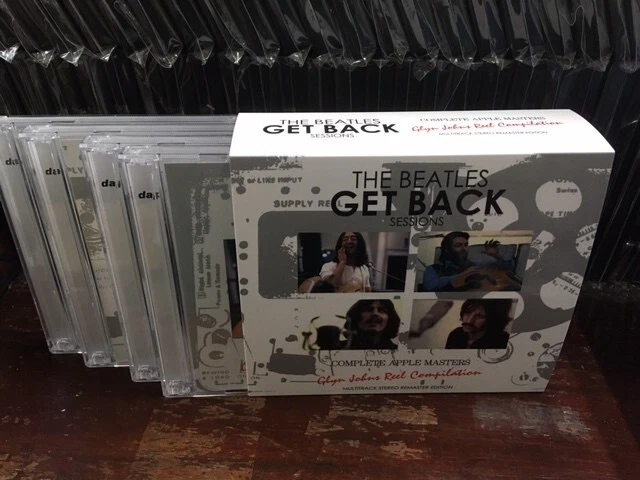 THE BEATLES
GET BACK
SESSIONS
COMPLETE APPLE MASTERS
Glyn Johns Reel Compilation
MULTITRACK STEREO REMASTER EDITION
LINE INPUT
SUPPLY REEL
THE BEATLES
GET BACK
SESSIONS
COMPLETE APPLE MASTERS
Glyn Johns Reel Compilation
MULTITRACK STEREO REMASTER EDITION